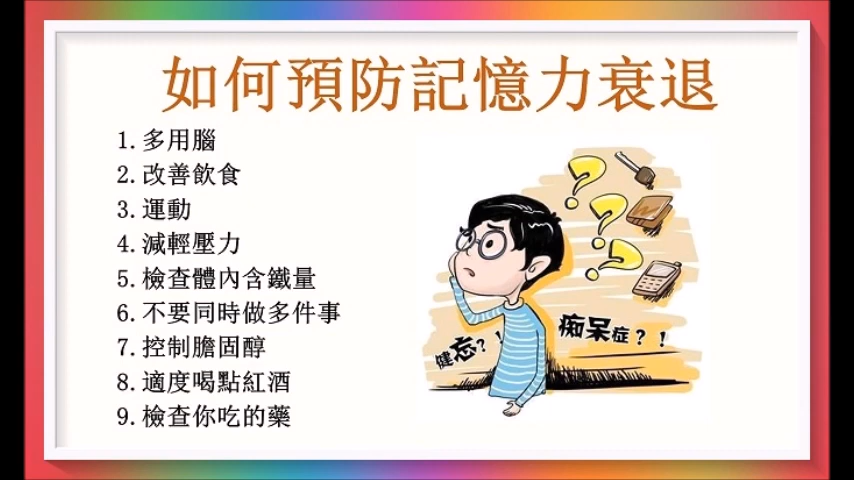 如何預防記憶力衰退
1.多用腦
2.改善飲食
3.運動
4.減輕壓力
5.檢查體內含鐵量
6.不要同時做多件事
7.控制膽固醇
8.適度喝點紅酒
9.檢查你吃的藥
健忘?!
痴呆症?!